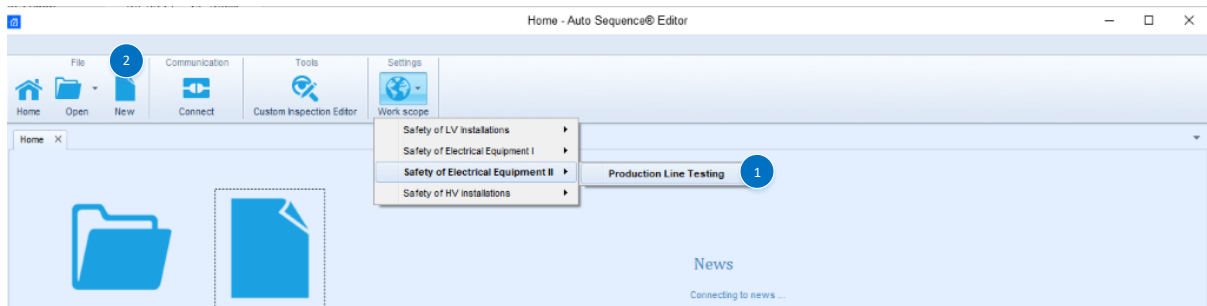 Home - Auto Sequence® Editor
File
2
Communication
Tools
Settings
Home
Open
New
Connect
Custom Inspection Editor
Work scope
Home
Safety of LV Installations
Safety of Electrical Equipment I
Safety of Electrical Equipment II
Production Line Testing
1
Safety of HV installations
News
Connecting to news ...